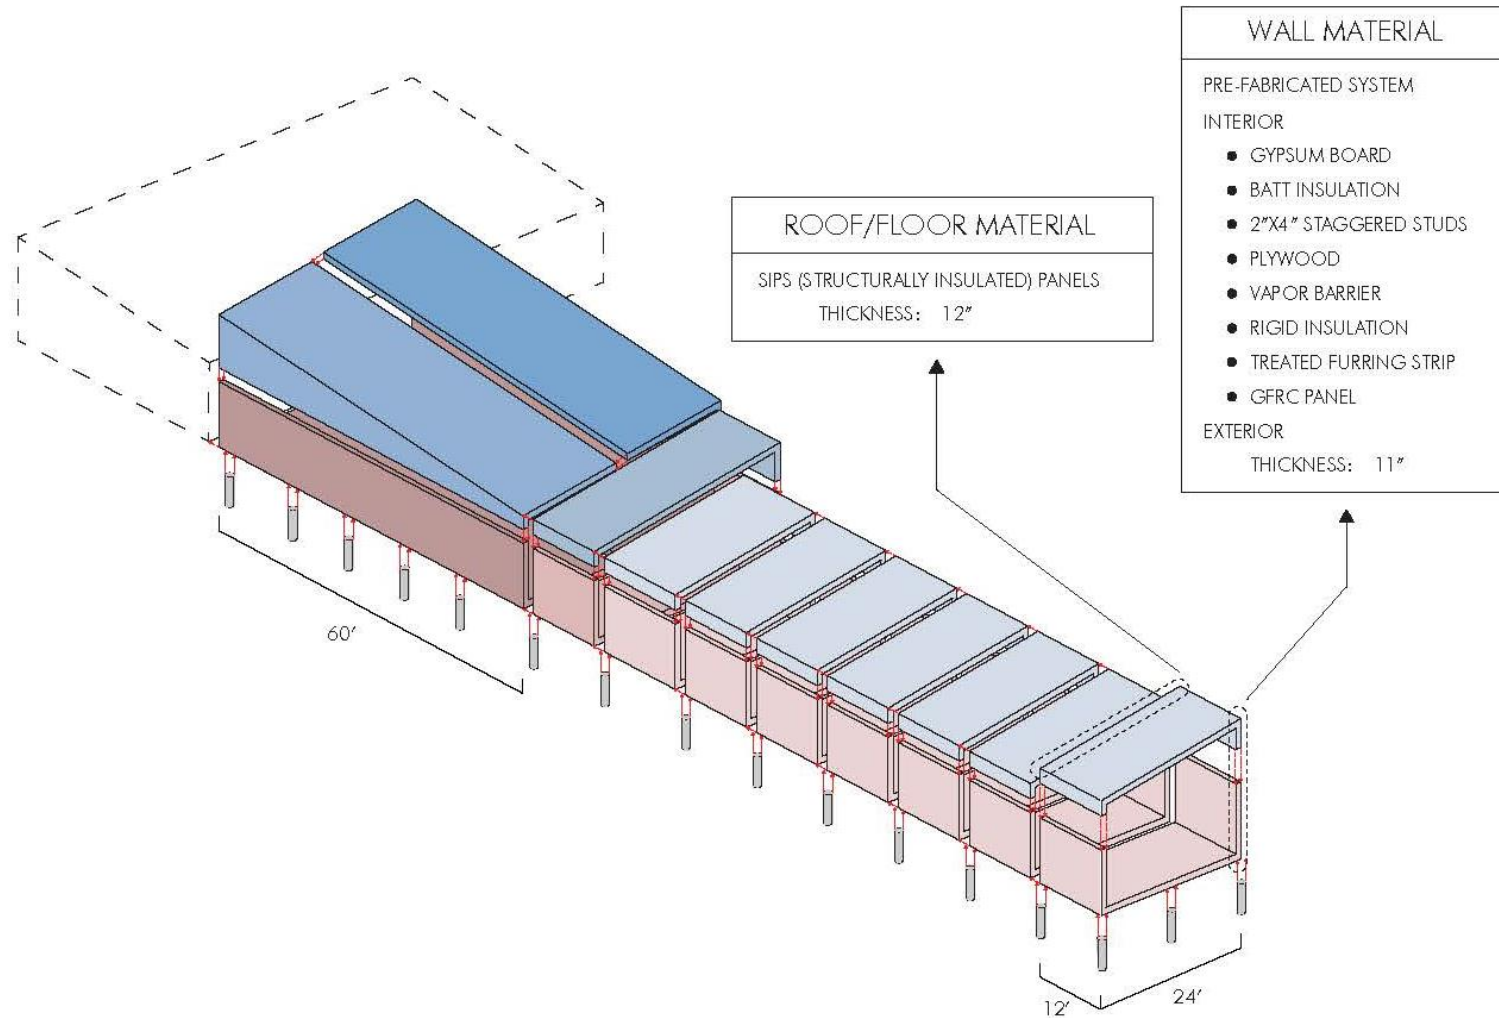 WALL MATERIAL
PRE-FABRICATED SYSTEM
INTERIOR
● GYPSUM BOARD
● BATT INSULATION
● 2"X4" STAGGERED STUDS
● PLYWOOD
● VAPOR BARRIER
● RIGID INSULATION
● TREATED FURRING STRIP
● GFRC PANEL
EXTERIOR
THICKNESS: 11"
ROOF/FLOOR MATERIAL
SIPS (STRUCTURALLY INSULATED) PANELS
THICKNESS: 12"
60'
12'
24'